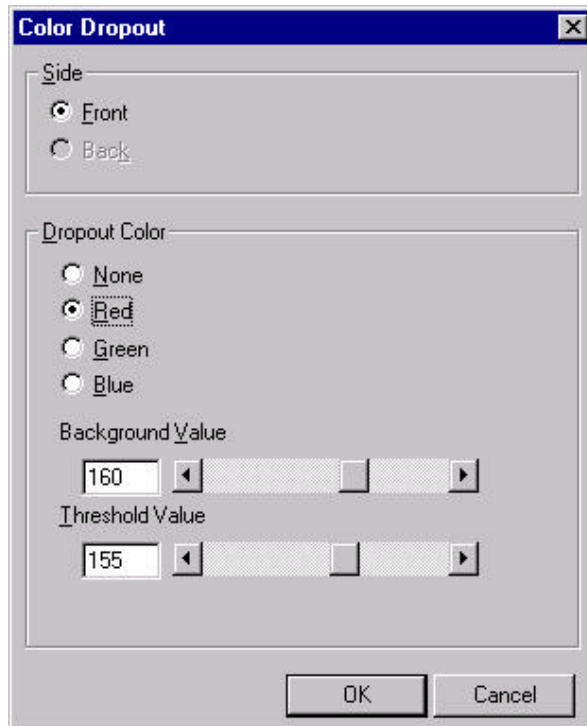 Color Dropout
Side
Front
Back
Dropout Color
None
Red
Green
Blue
Background Value
160
Threshold Value
155
OK Cancel